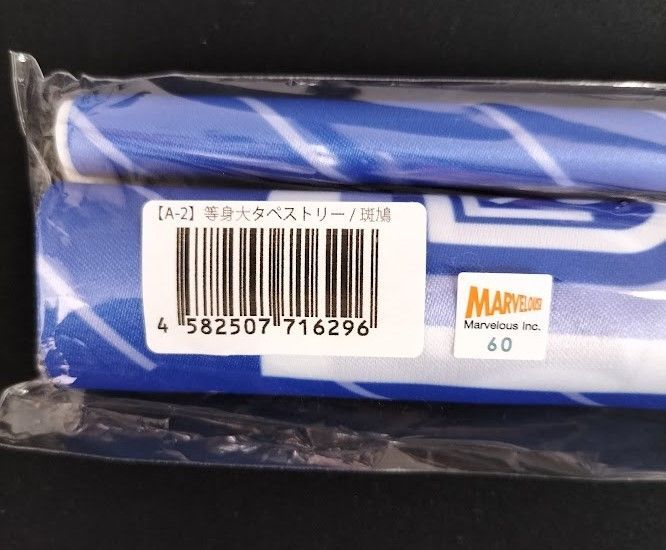 【A-2】等身大タペストリー / 斑鳩
4 582507 716296
MARVELOUS!
Marvelous Inc.
60